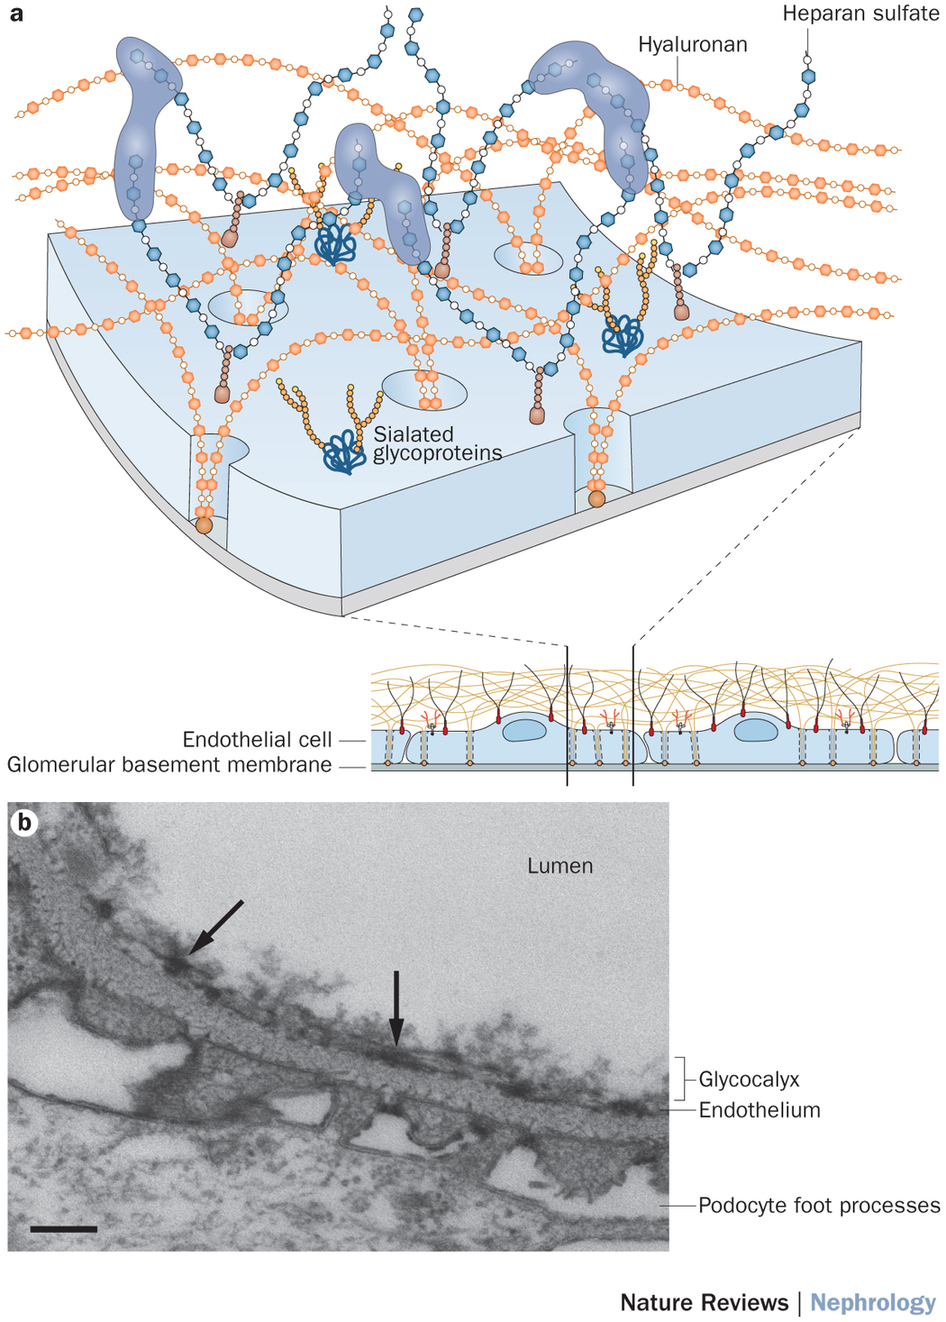 a
Heparan sulfate
Hyaluronan
Sialated
glycoproteins
Endothelial cell
Glomerular basement membrane
b
Lumen
Glycocalyx
Endothelium
Podocyte foot processes
Nature Reviews | Nephrology